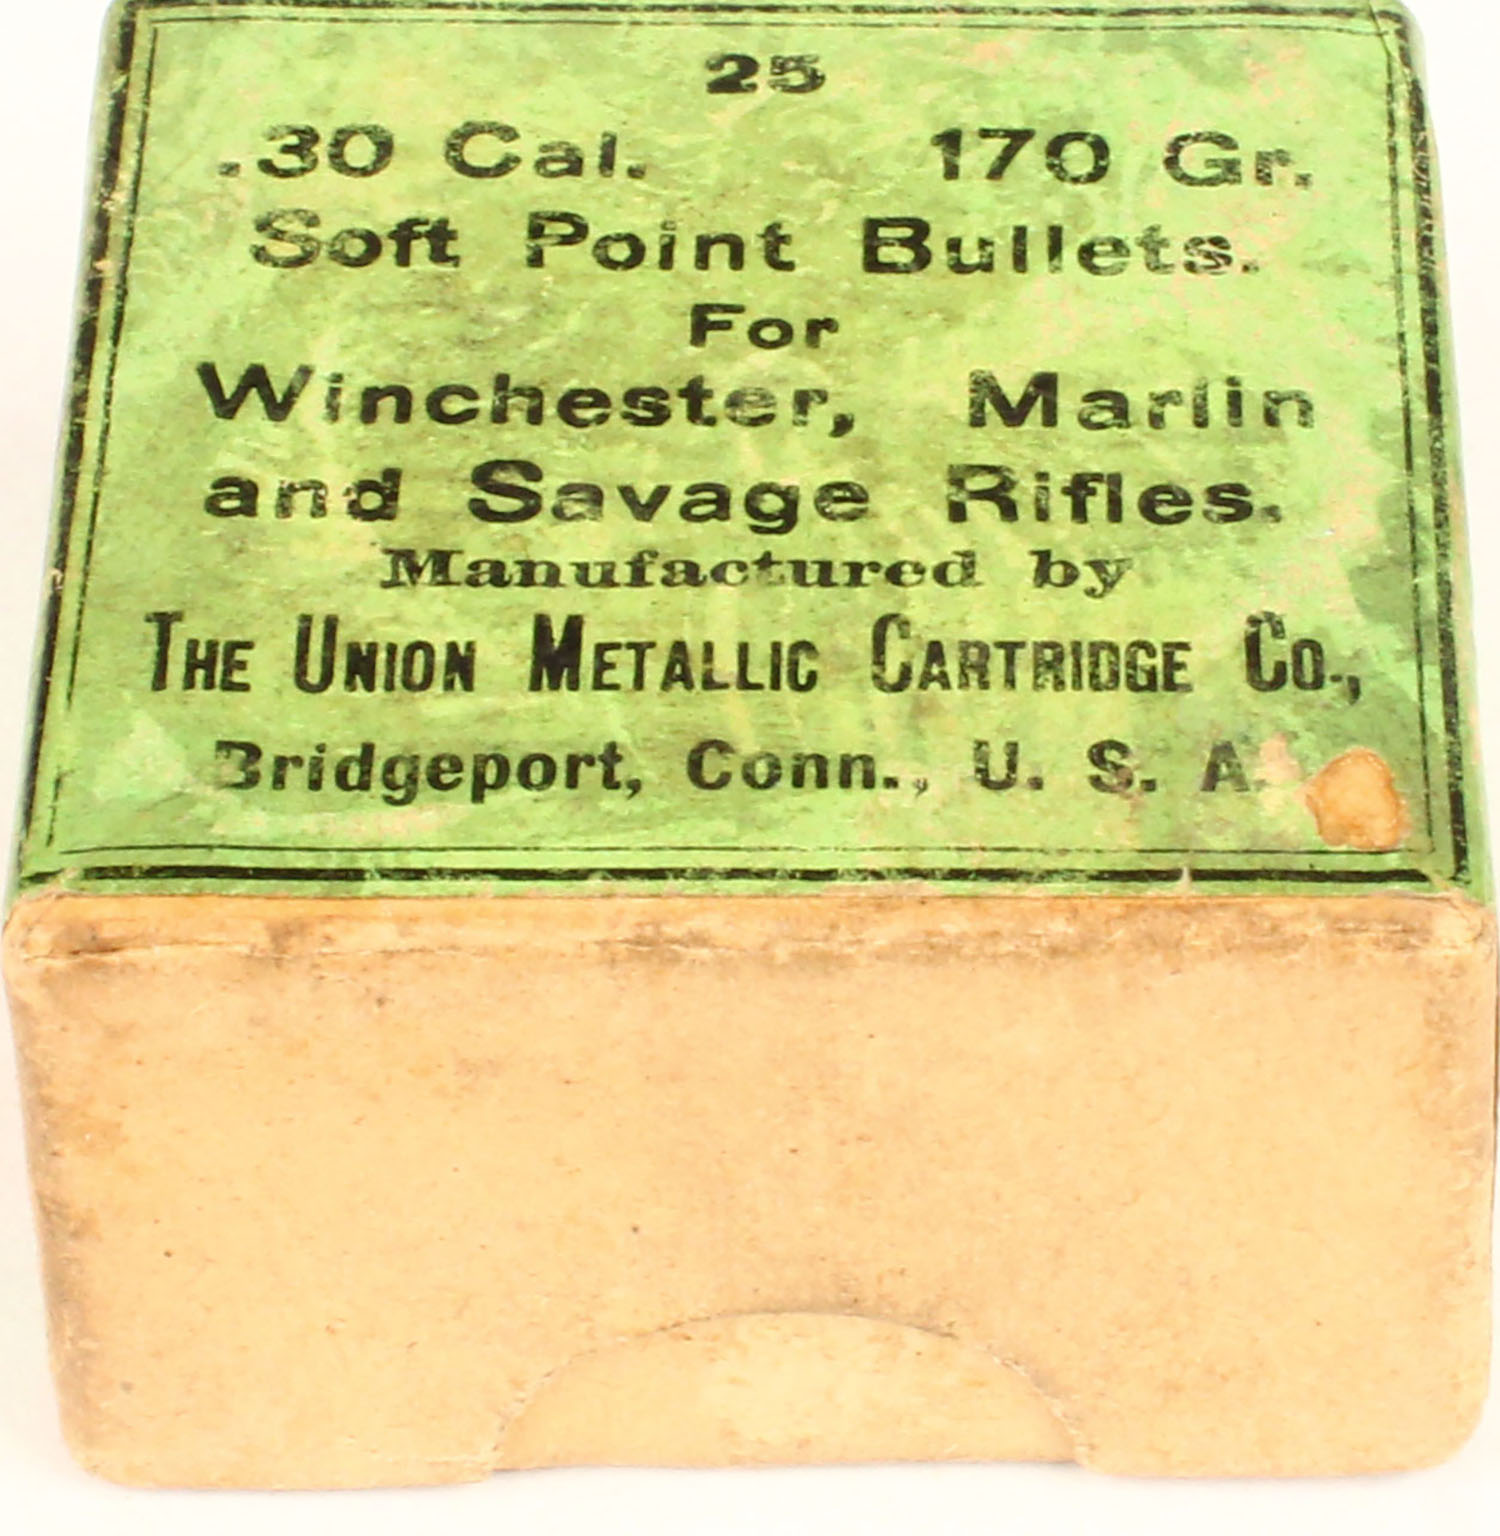 25
.30 Cal. 170 Gr.
Soft Point Bullets.
For
Winchester, Marlin
and Savage Rifles.
Manufactured by
THE UNION METALLIC CARTRIDGE CO.,
Bridgeport, Conn., U. S. A.